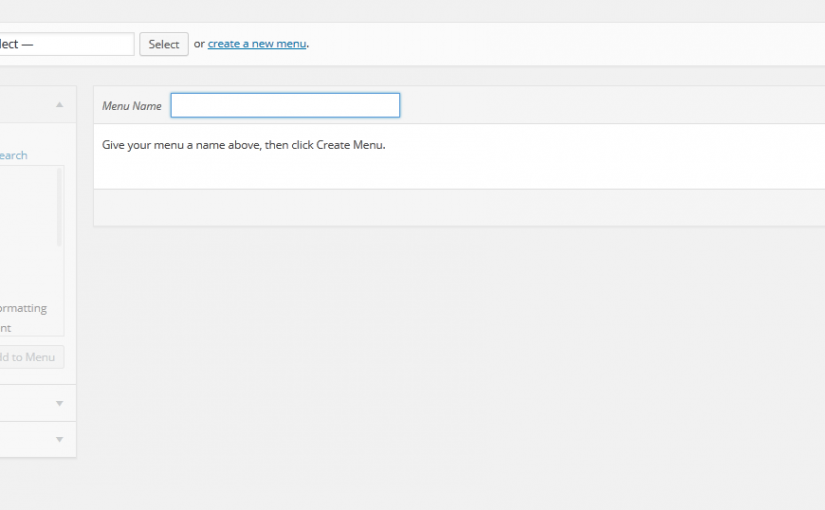 lect — Select or create a new menu.
Menu Name
Give your menu a name above, then click Create Menu.
earch
ormatting
nt
dd to Menu